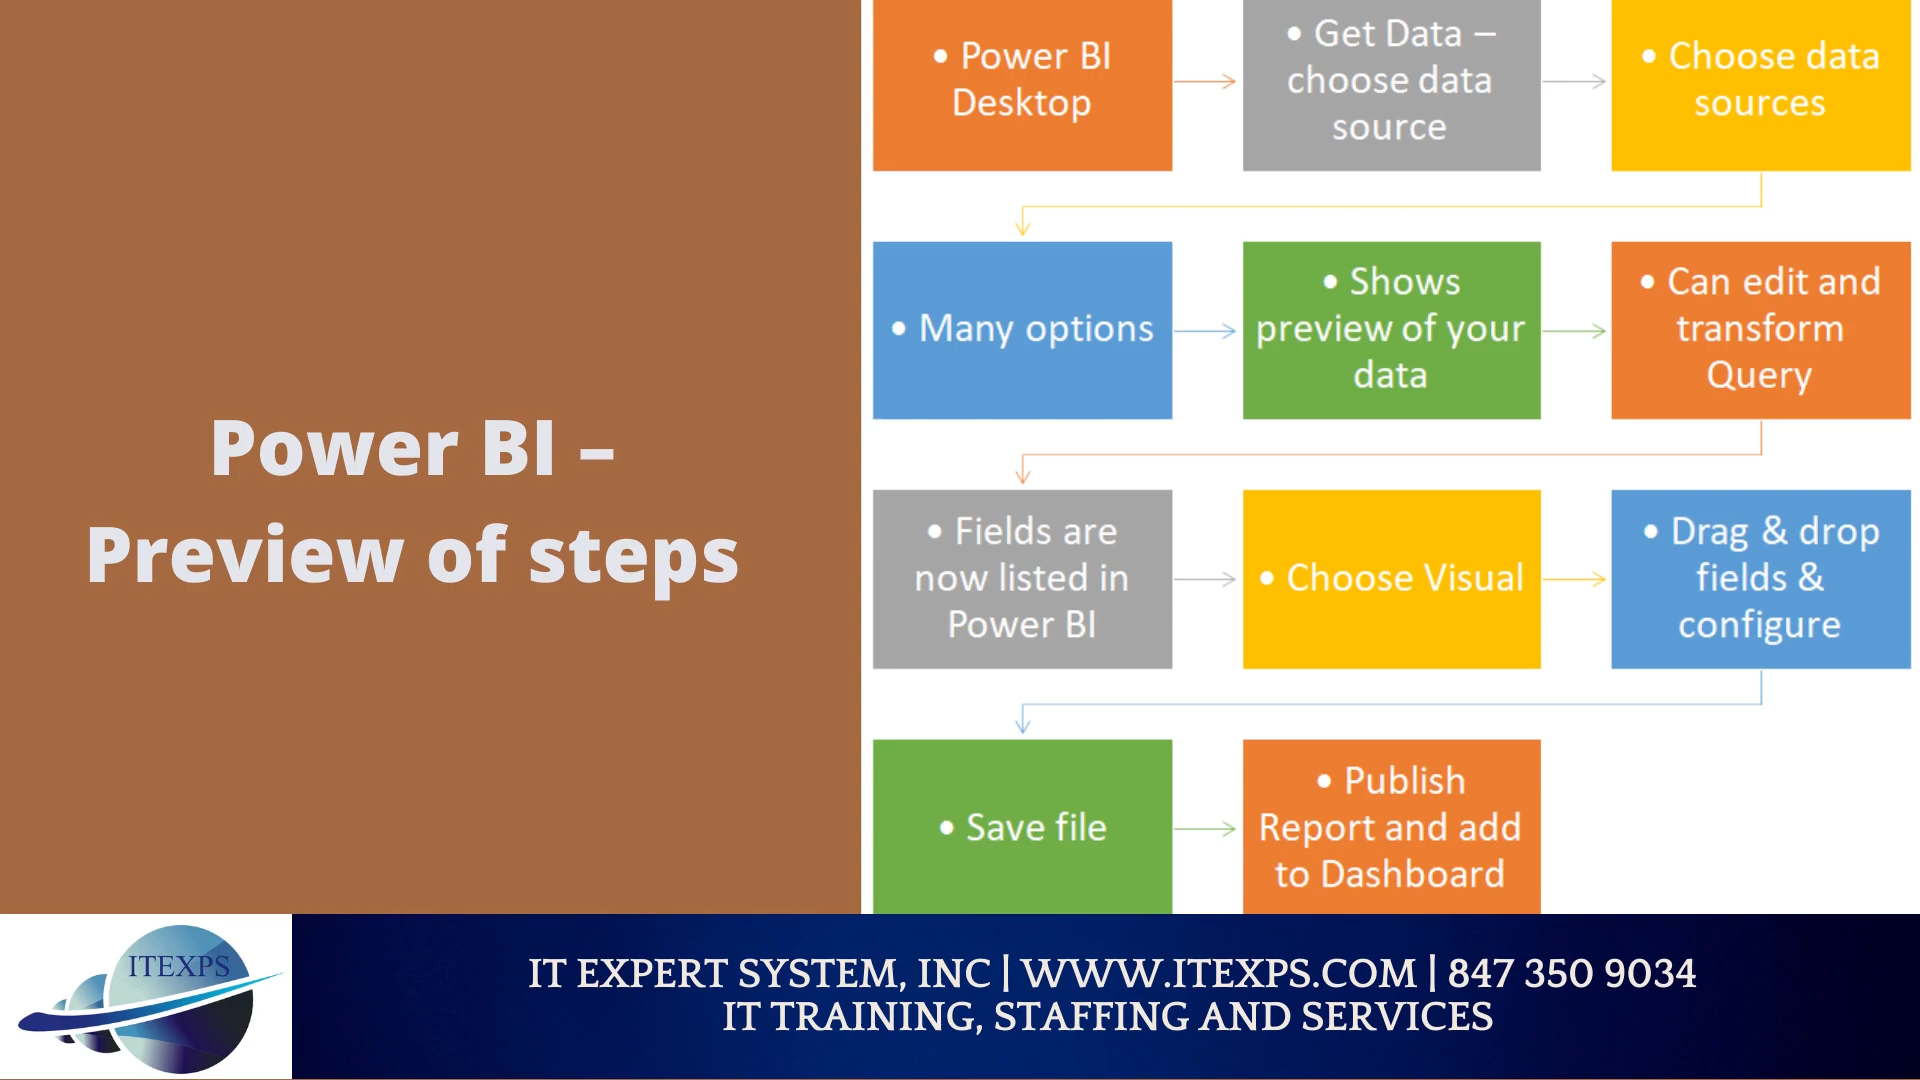 Power BI –
Preview of steps
• Power BI
Desktop
• Get Data –
choose data
source
• Choose data
sources
• Many options
• Shows
preview of your
data
• Can edit and
transform
Query
• Fields are
now listed in
Power BI
• Choose Visual
• Drag & drop
fields &
configure
• Save file
• Publish
Report and add
to Dashboard
ITEXPS
IT EXPERT SYSTEM, INC | WWW.ITEXPS.COM | 847 350 9034
IT TRAINING, STAFFING AND SERVICES